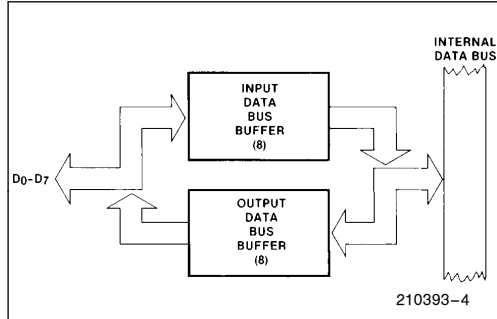 INTERNAL
DATA BUS
INPUT
DATA
BUS
BUFFER
(8)
D0-D7
OUTPUT
DATA
BUS
BUFFER
(8)
210393-4